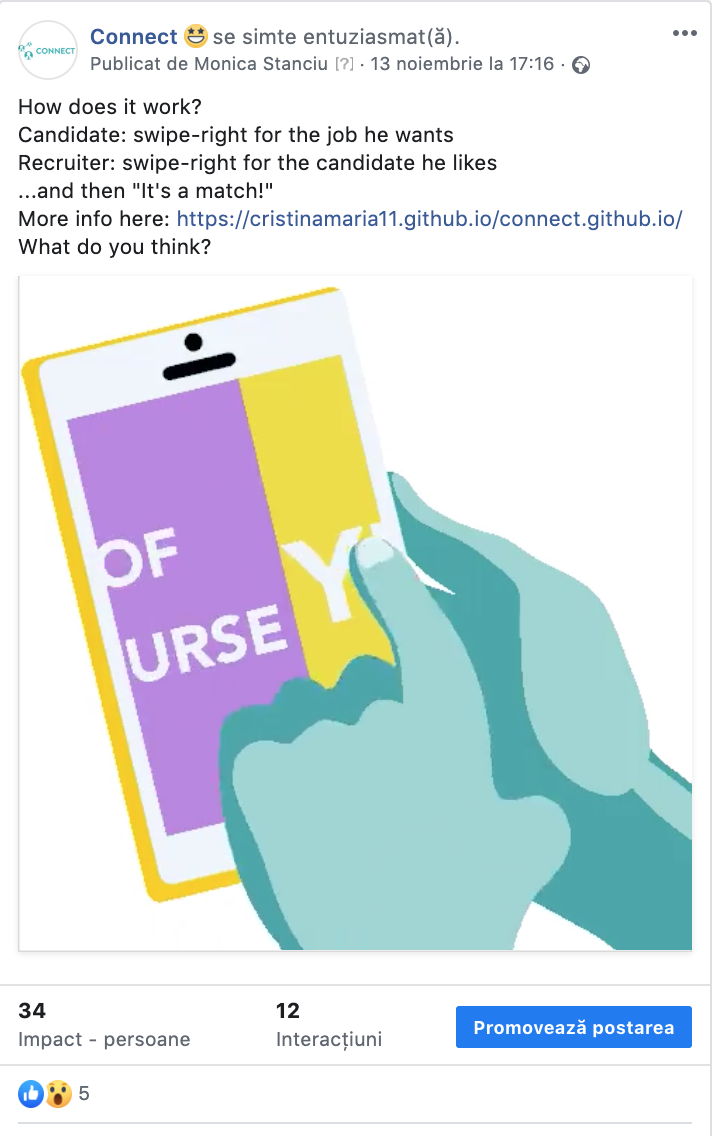 CONNECT
Connect 🤩 se simte entuziasmat(ă).
Publicat de Monica Stanciu [?] · 13 noiembrie la 17:16 ·
How does it work?
Candidate: swipe-right for the job he wants
Recruiter: swipe-right for the candidate he likes
...and then "It's a match!"
More info here: https://cristinamaria11.github.io/connect.github.io/
What do you think?
OF
URSE
Y
34
Impact - persoane
12
Interacțiuni
Promovează postarea
5